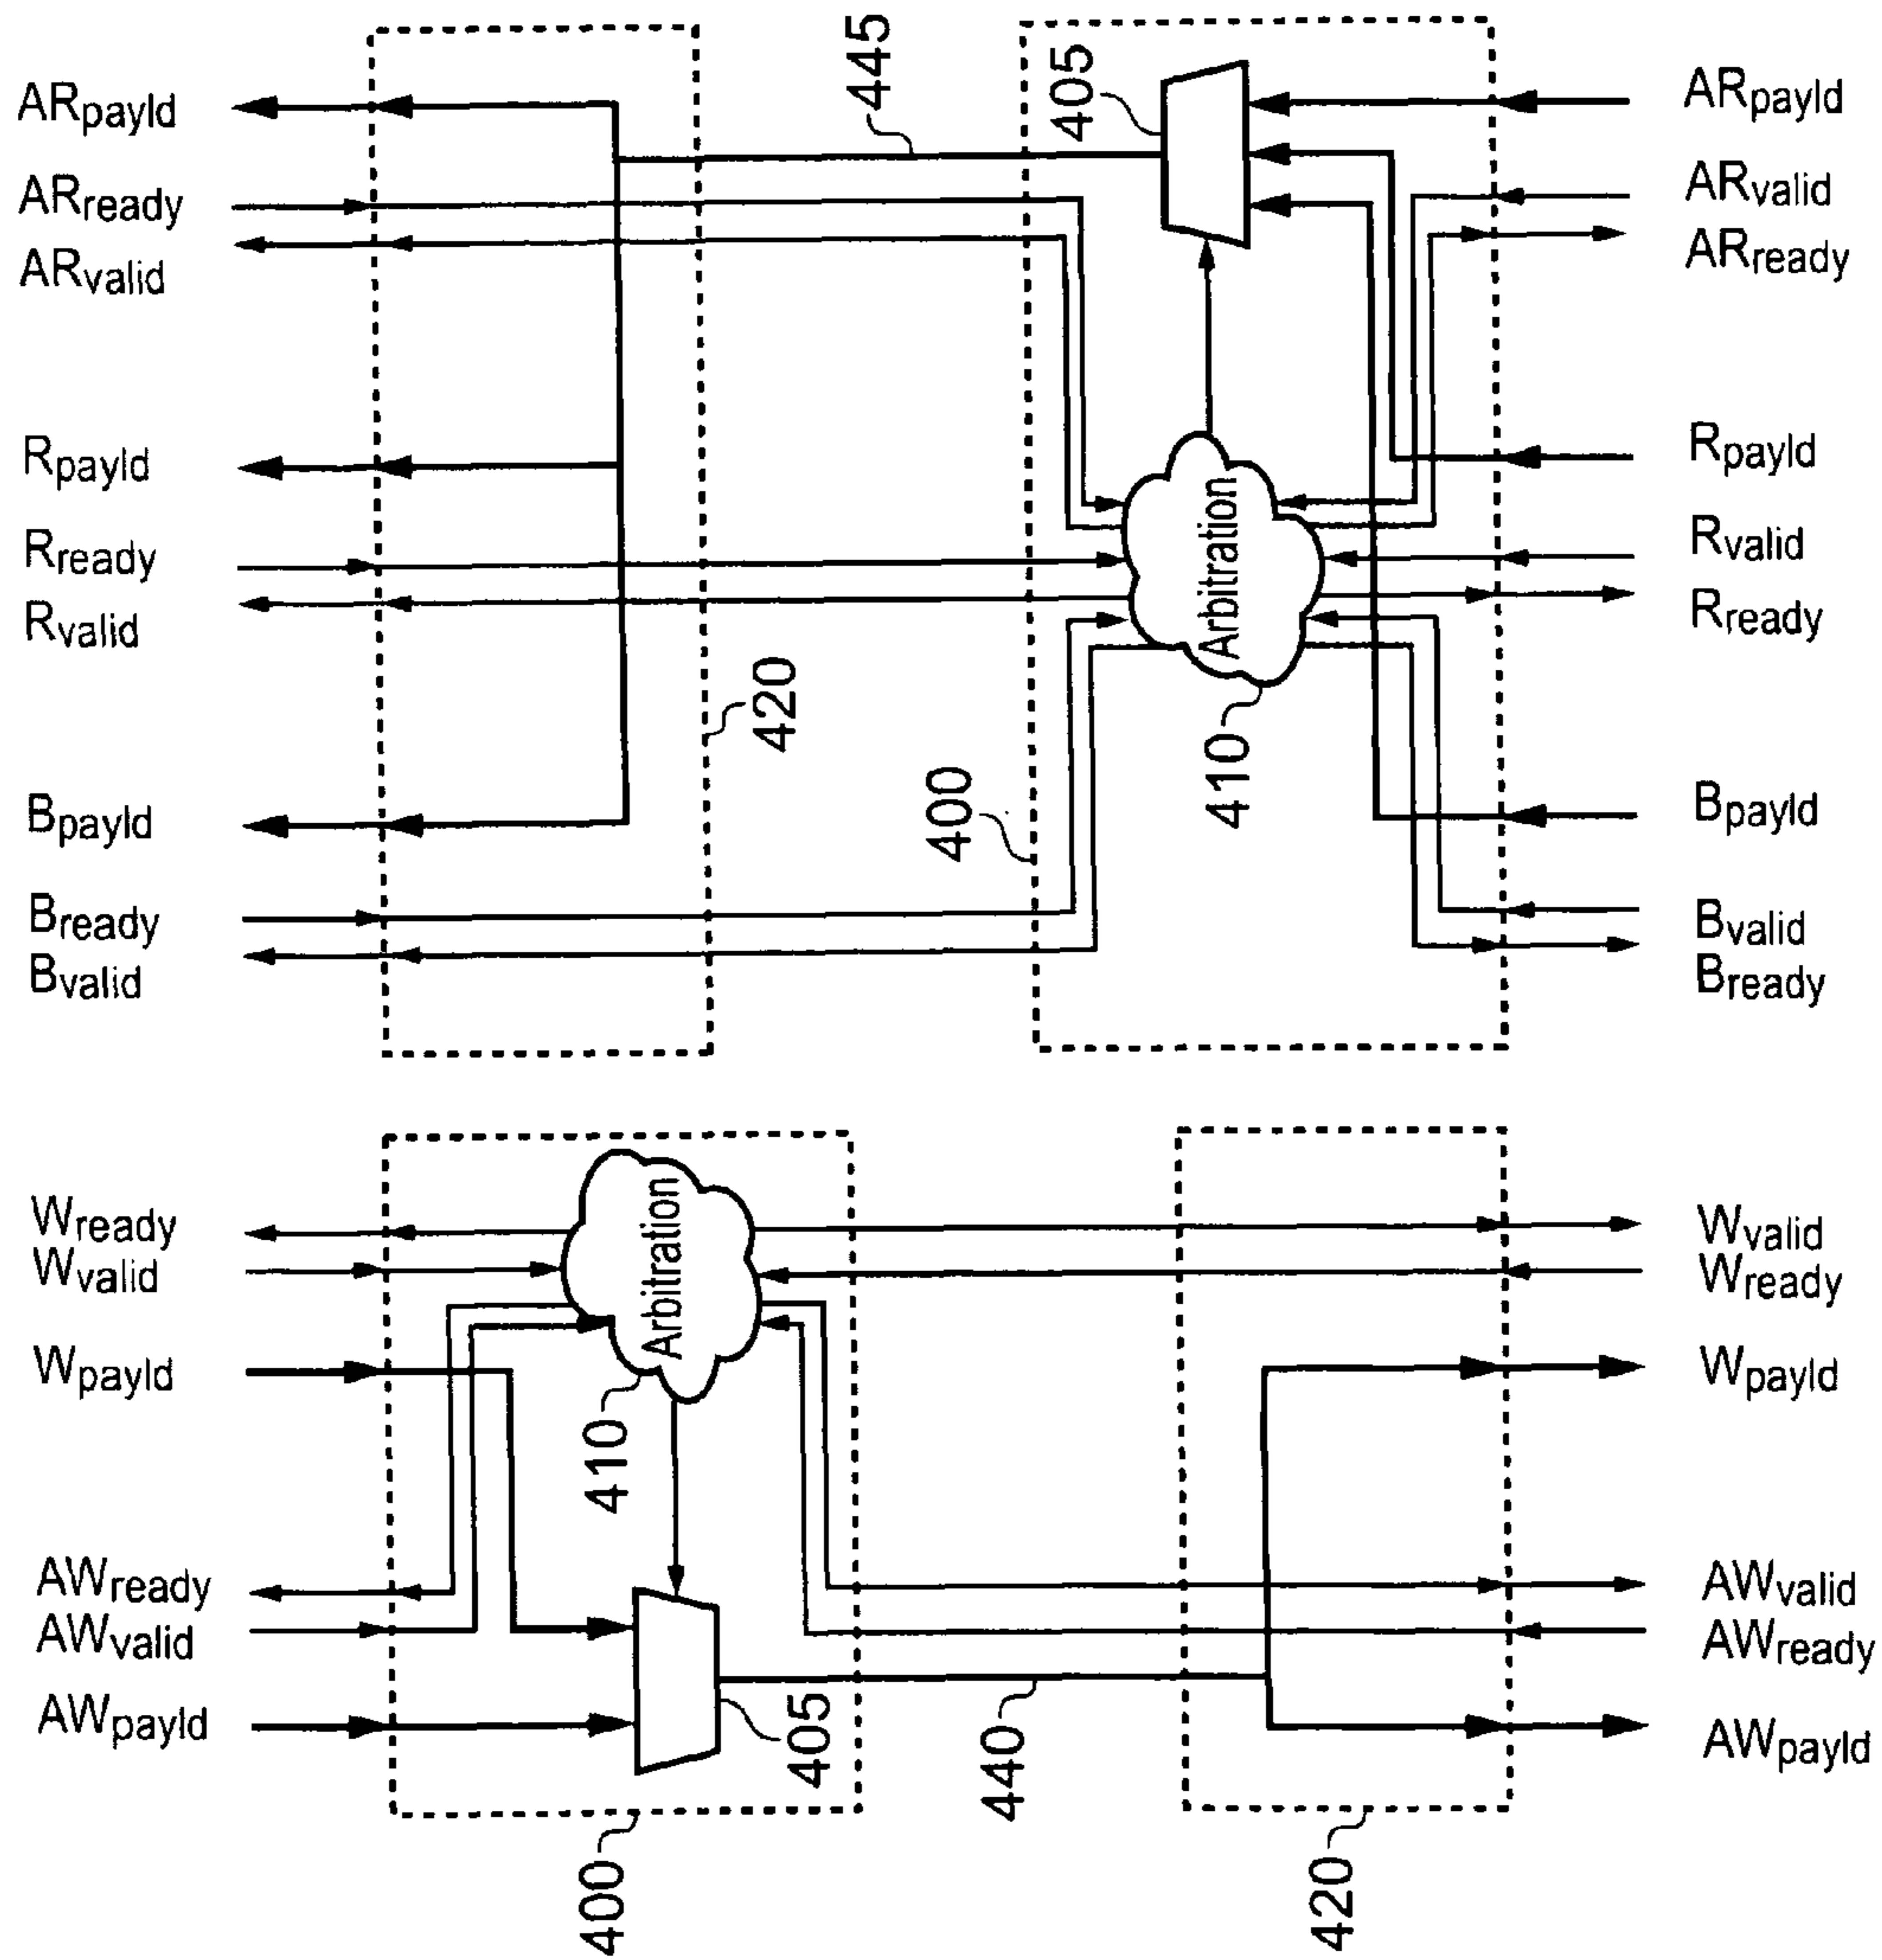 ARpayld
ARready
ARvalid
Rpayld
Rready
Rvalid
Bpayld
Bready
Bvalid
Wready
Wvalid
Wpayld
AWready
AWvalid
AWpayld
445
405
420
400
Arbitration
410
ARpayld
ARvalid
ARready
Rpayld
Rvalid
Rready
Bpayld
Bvalid
Bready
Arbitration
410
405
400
440
420
Wvalid
Wready
Wpayld
AWvalid
AWready
AWpayld